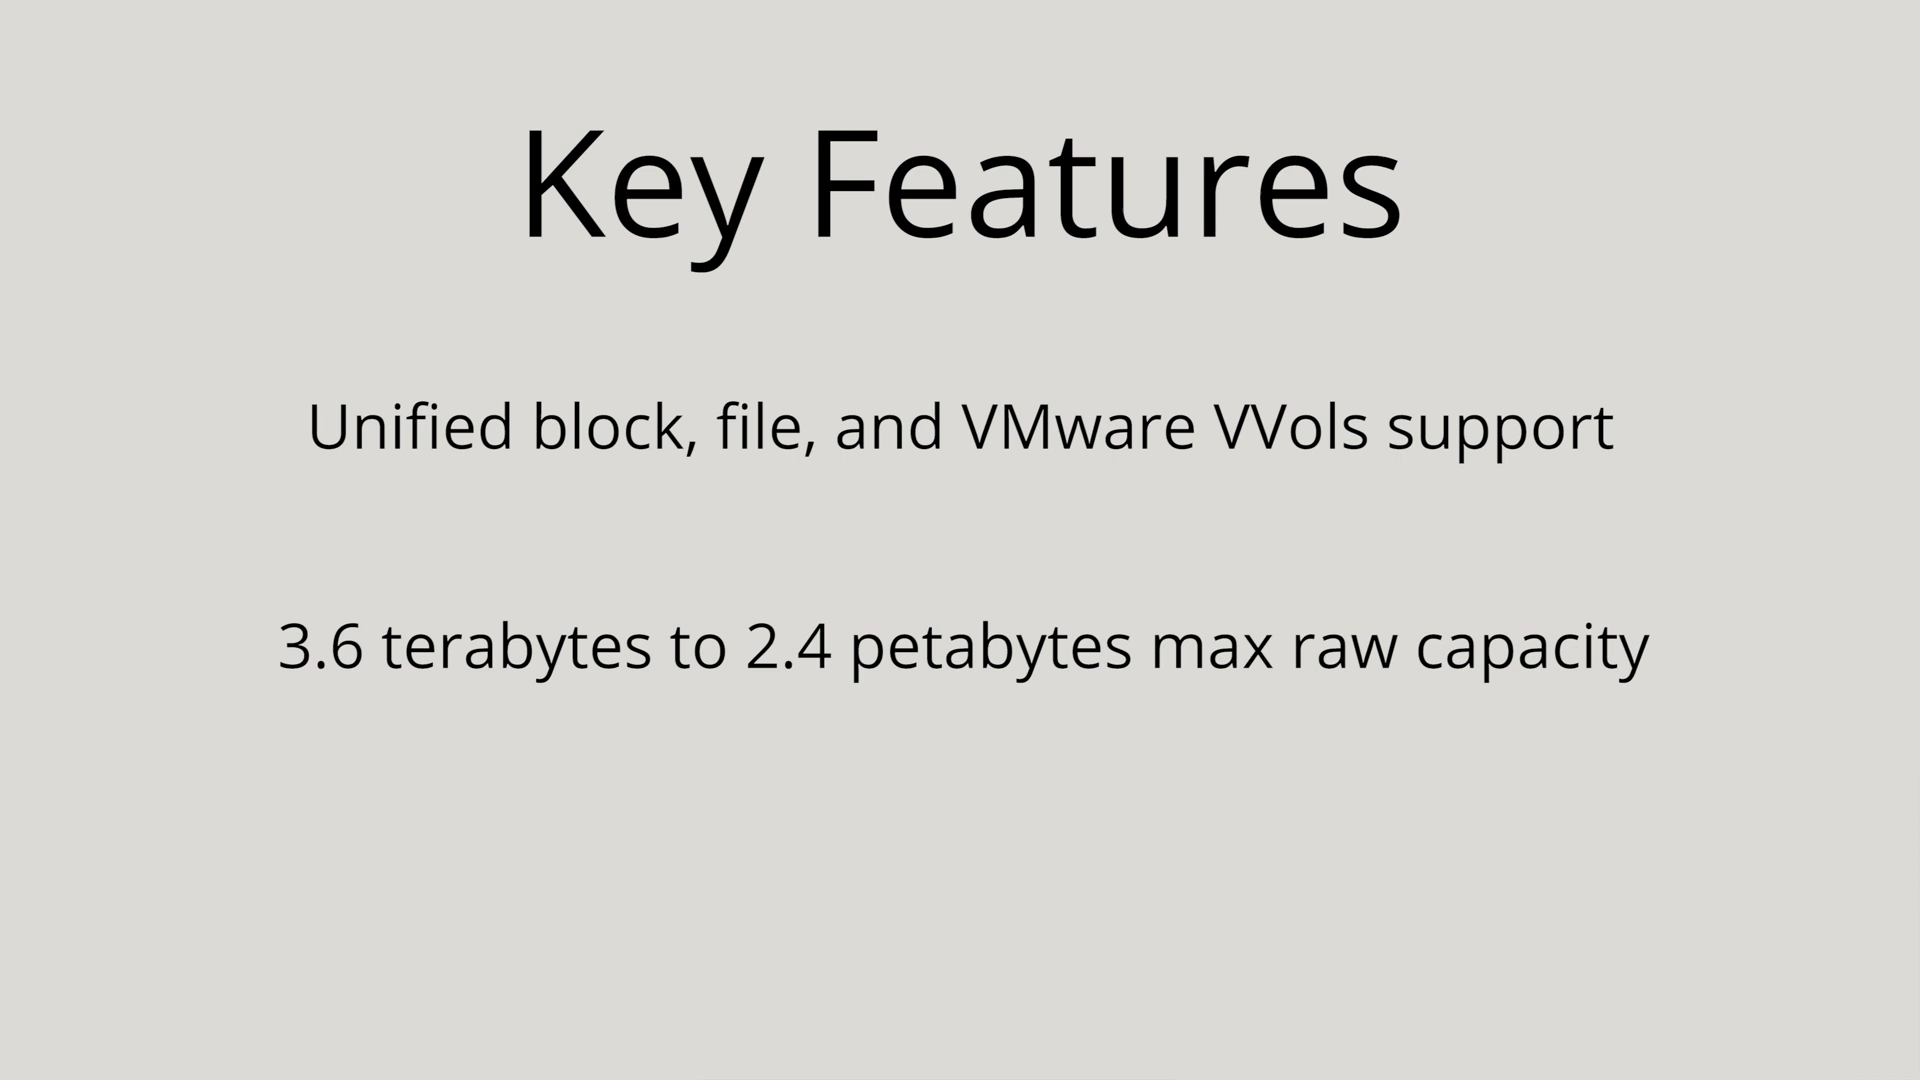 Key Features
Unified block, file, and VMware VVols support
3.6 terabytes to 2.4 petabytes max raw capacity